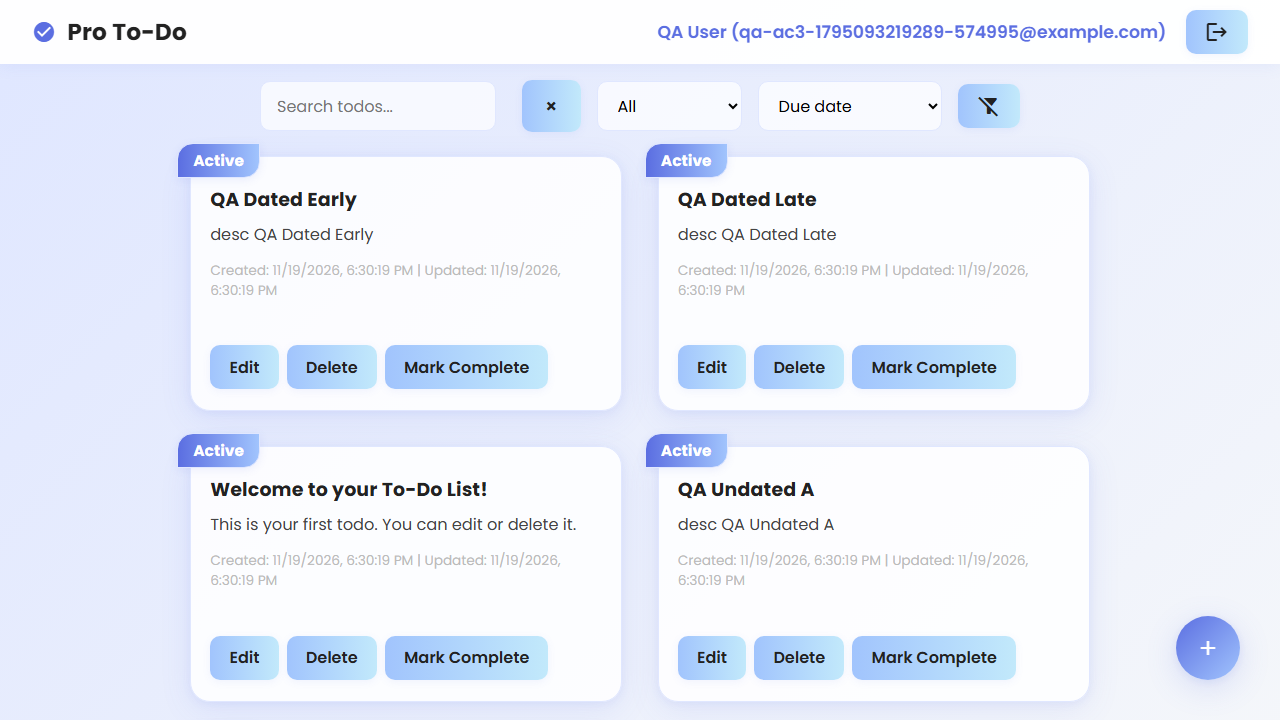 Pro To-Do
QA User (qa-ac3-1795093219289-574995@example.com)
Search todos...
×
All
Due date
Active
QA Dated Early
desc QA Dated Early
Created: 11/19/2026, 6:30:19 PM | Updated: 11/19/2026,
6:30:19 PM
Edit
Delete
Mark Complete
Active
QA Dated Late
desc QA Dated Late
Created: 11/19/2026, 6:30:19 PM | Updated: 11/19/2026,
6:30:19 PM
Edit
Delete
Mark Complete
Active
Welcome to your To-Do List!
This is your first todo. You can edit or delete it.
Created: 11/19/2026, 6:30:19 PM | Updated: 11/19/2026,
6:30:19 PM
Edit
Delete
Mark Complete
Active
QA Undated A
desc QA Undated A
Created: 11/19/2026, 6:30:19 PM | Updated: 11/19/2026,
6:30:19 PM
Edit
Delete
Mark Complete
+